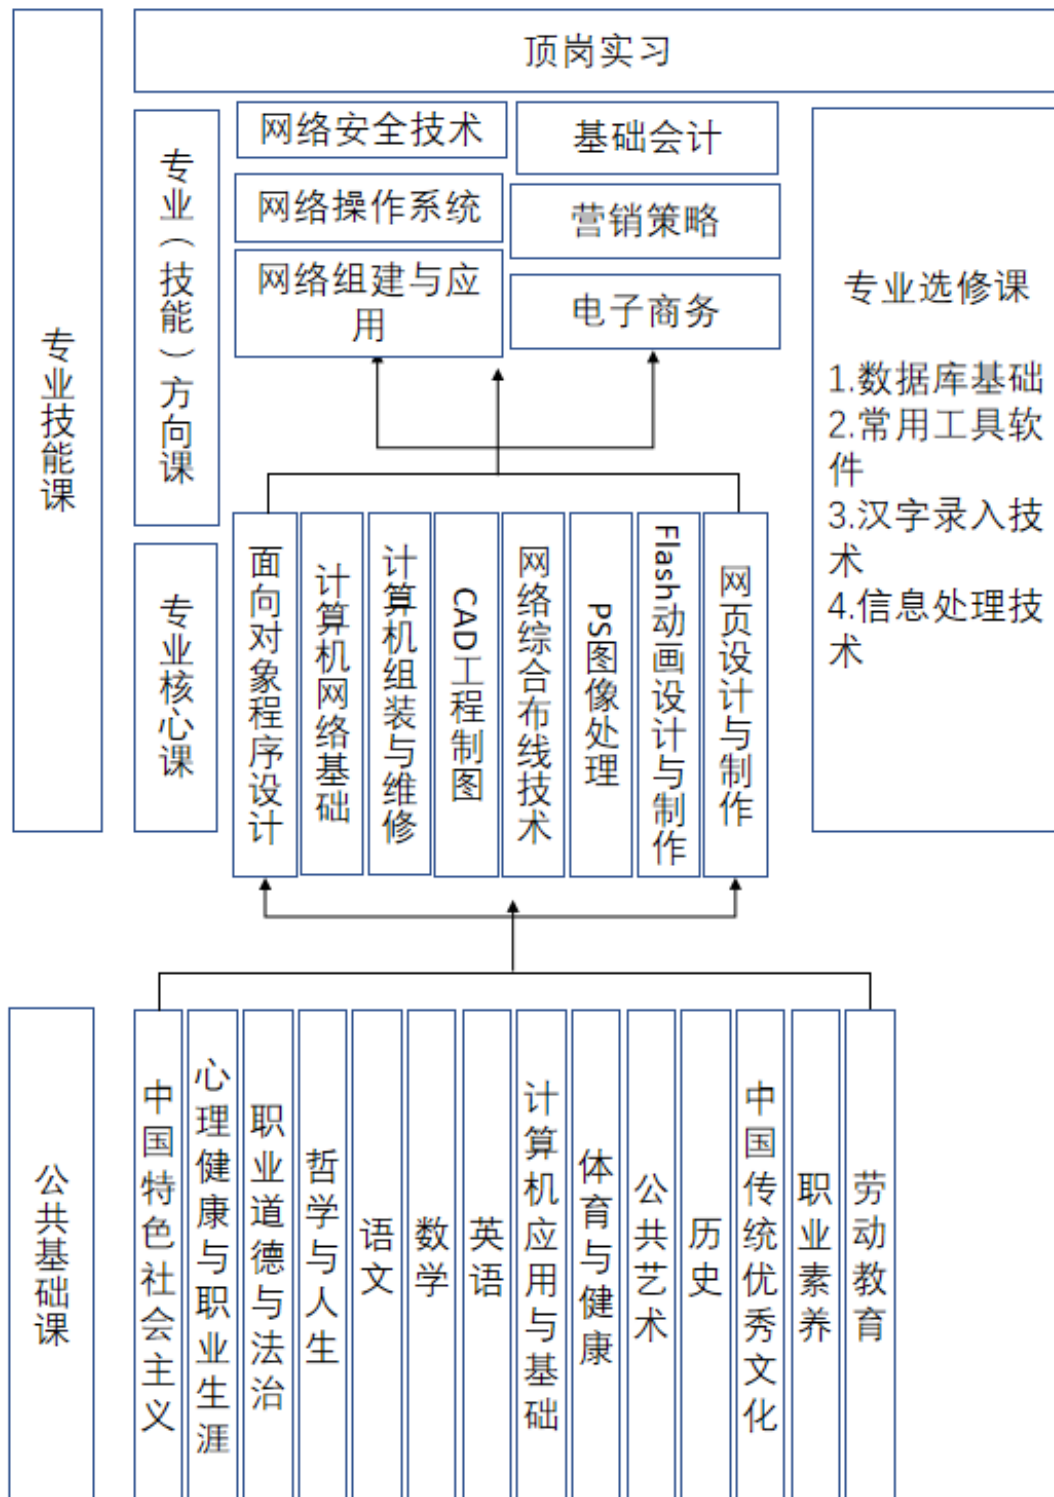 顶岗实习
专业技能课
专业（技能）方向课
网络安全技术
基础会计
网络操作系统
营销策略
网络组建与应
用
电子商务
专业选修课
1.数据库基础
2.常用工具软
件
3.汉字录入技
术
4.信息处理技
术
专业核心课
面向对象程序设计
计算机网络基础
计算机组装与维修
CAD工程制图
网络综合布线技术
PS图像处理
Flash动画设计与制作
网页设计与制作
公共基础课
中国特色社会主义
心理健康与职业生涯
职业道德与法治
哲学与人生
语文
数学
英语
计算机应用与基础
体育与健康
公共艺术
历史
中国传统优秀文化
职业素养
劳动教育